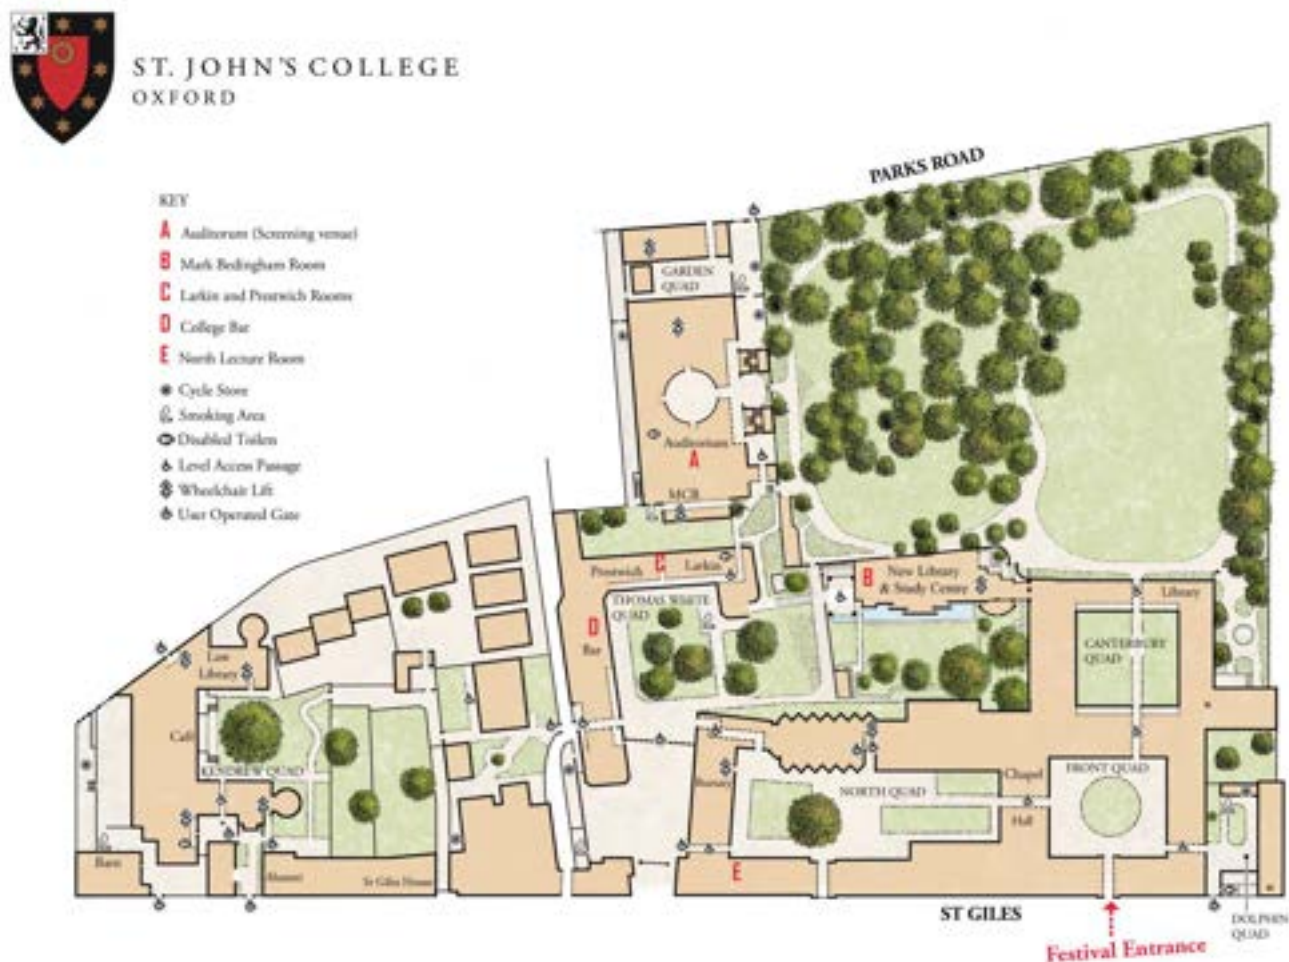 ST. JOHN'S COLLEGE
OXFORD
KEY
A Auditorum (Screening venue)
B Mark Bedingham Room
C Larkin and Prestwich Rooms
D College Bar
E North Lecture Room
Cycle Store
Smoking Area
Disabled Toilets
Level Access Passage
Wheelchair Lift
User Operated Gate
PARKS ROAD
GARDEN
QUAD
Auditorium
A
MCR
C
Prestwich
Larkin
B
New Library
& Study Centre
Library
THOMAS WHITE
QUAD
D
Bar
CANTERBURY
QUAD
Law
Library
Café
KENDREW QUAD
Bursary
NORTH QUAD
Chapel
Hall
FRONT QUAD
Barn
St Giles House
E
ST GILES
DOLPHIN
QUAD
Festival Entrance